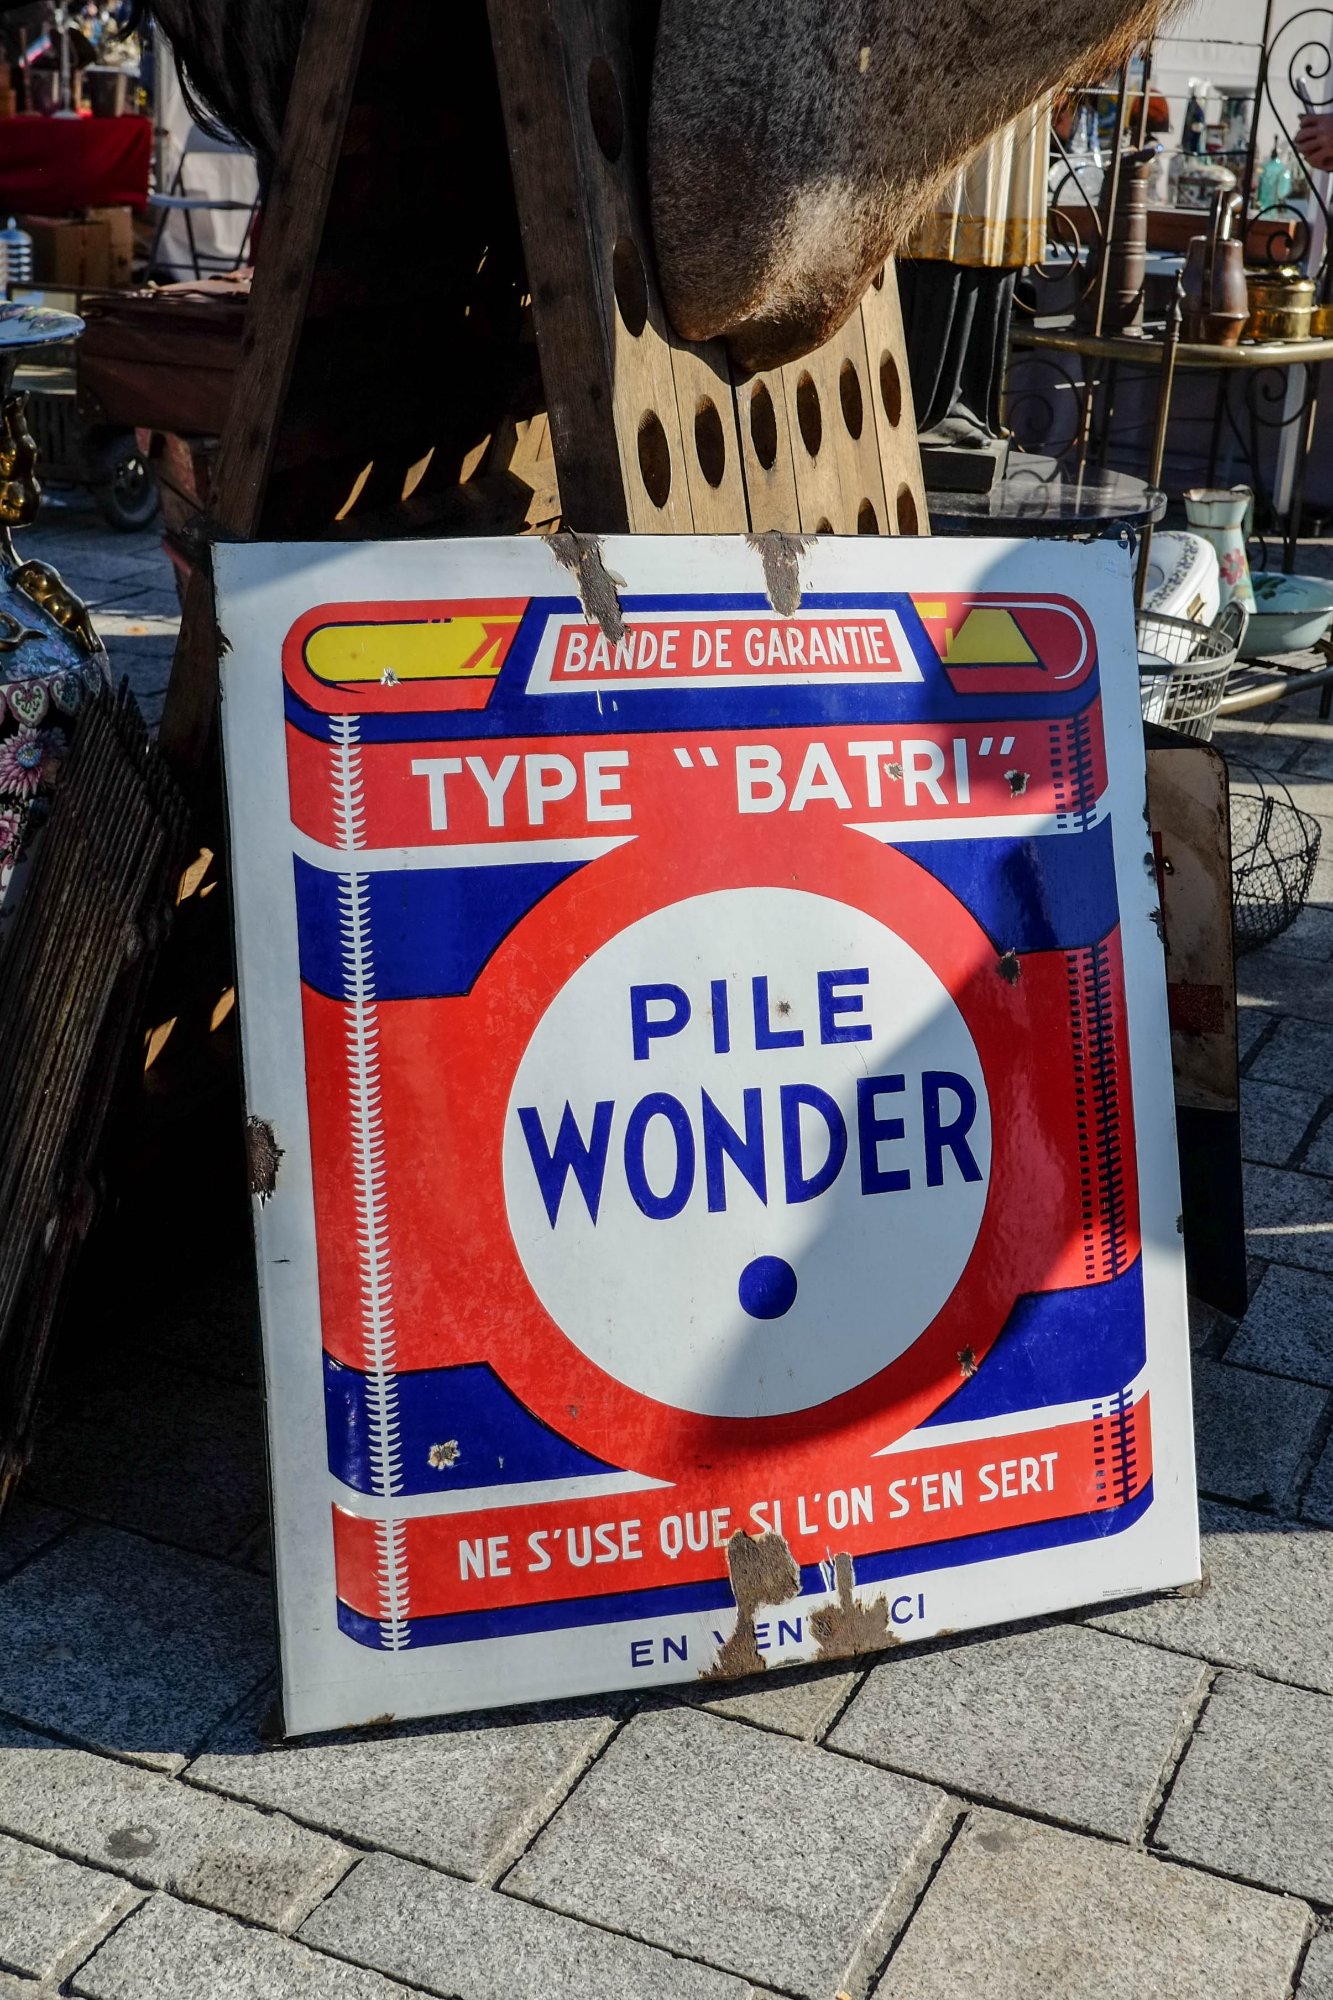 BANDE DE GARANTIE
TYPE "BATRI"
PILE
WONDER
NE S'USE QUE SI L'ON S'EN SERT
EN